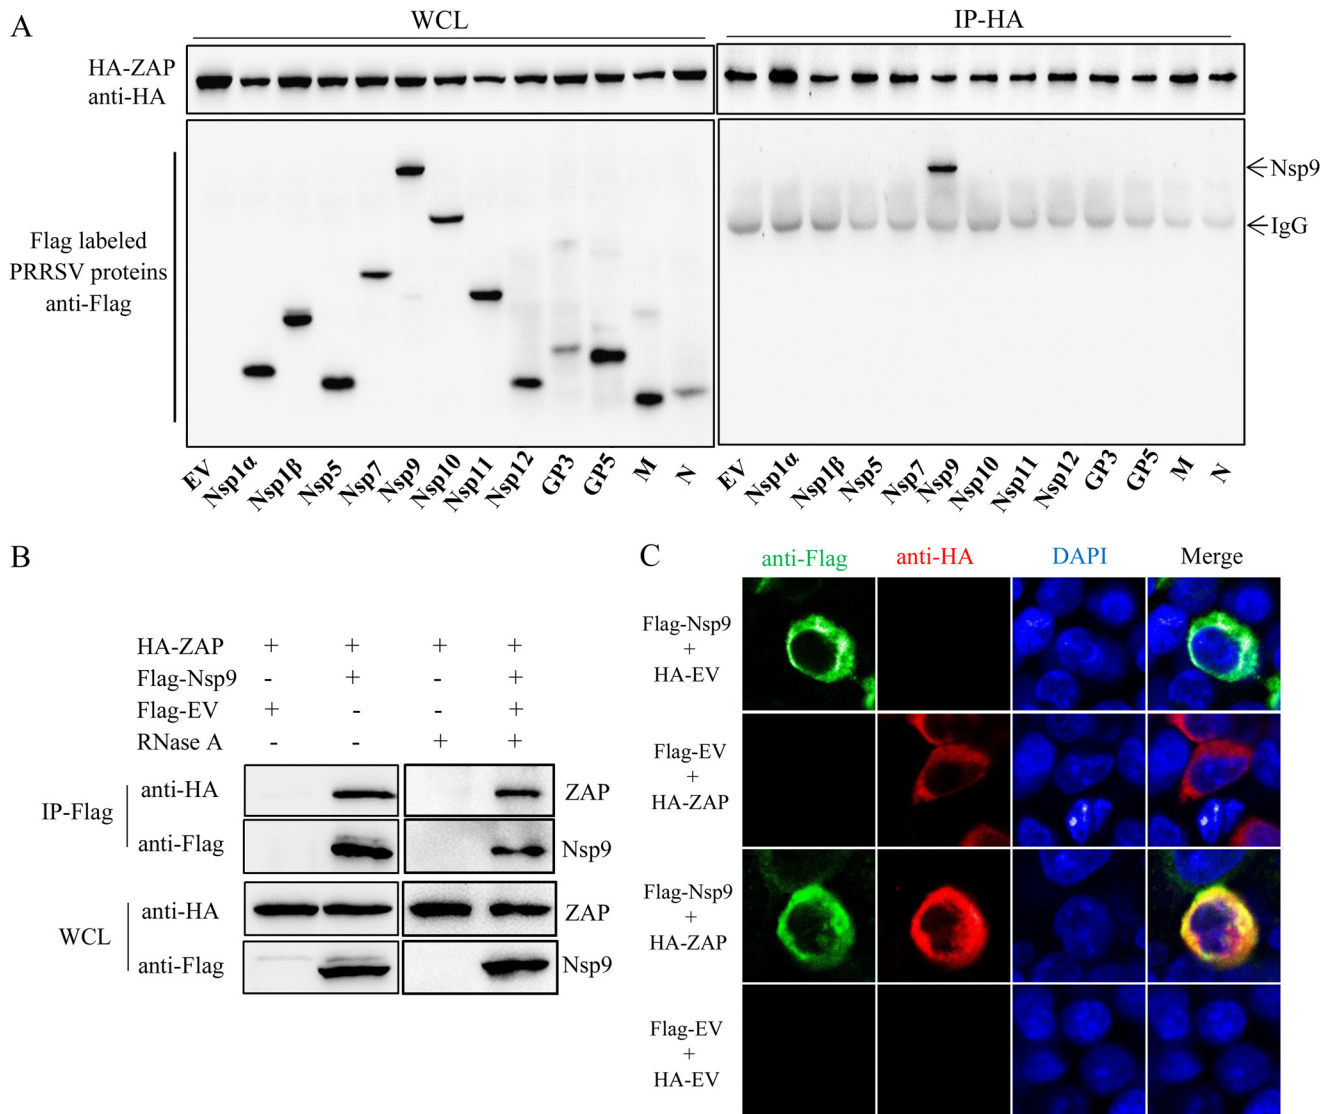 A
WCL
IP-HA
HA-ZAP
anti-HA
Flag labeled
PRRSV proteins
anti-Flag
Nsp9
IgG
EV Nsp1α Nsp1β Nsp5 Nsp7 Nsp9 Nsp10 Nsp11 Nsp12 GP3 GP5 M N
EV Nsp1α Nsp1β Nsp5 Nsp7 Nsp9 Nsp10 Nsp11 Nsp12 GP3 GP5 M N
B
HA-ZAP + + + +
Flag-Nsp9 - + - +
Flag-EV + - - +
RNase A - - + +
IP-Flag
anti-HA
ZAP
anti-Flag
Nsp9
WCL
anti-HA
ZAP
anti-Flag
Nsp9
C
anti-Flag anti-HA DAPI Merge
Flag-Nsp9
+
HA-EV
Flag-EV
+
HA-ZAP
Flag-Nsp9
+
HA-ZAP
Flag-EV
+
HA-EV